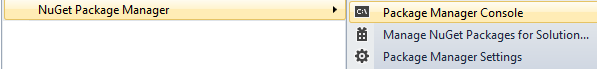 NuGet Package Manager
Package Manager Console
Manage NuGet Packages for Solution...
Package Manager Settings